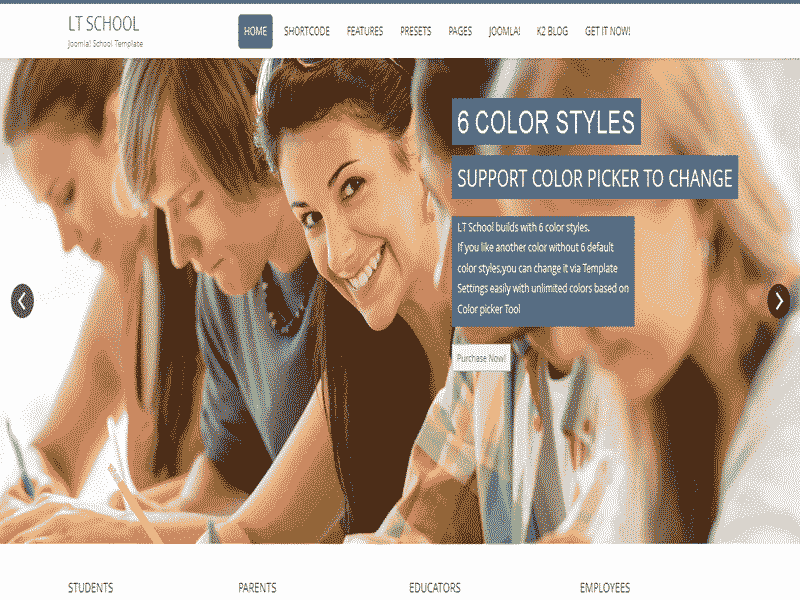 LT SCHOOL
Joomla! School Template
HOME SHORTCODE FEATURES PRESETS PAGES JOOMLA! K2 BLOG GET IT NOW!
6 COLOR STYLES
SUPPORT COLOR PICKER TO CHANGE
LT School builds with 6 color styles.
If you like another color without 6 default
color styles,you can change it via Template
Settings easily with unlimited colors based on
Color picker Tool
Purchase Now!
STUDENTS PARENTS EDUCATORS EMPLOYEES